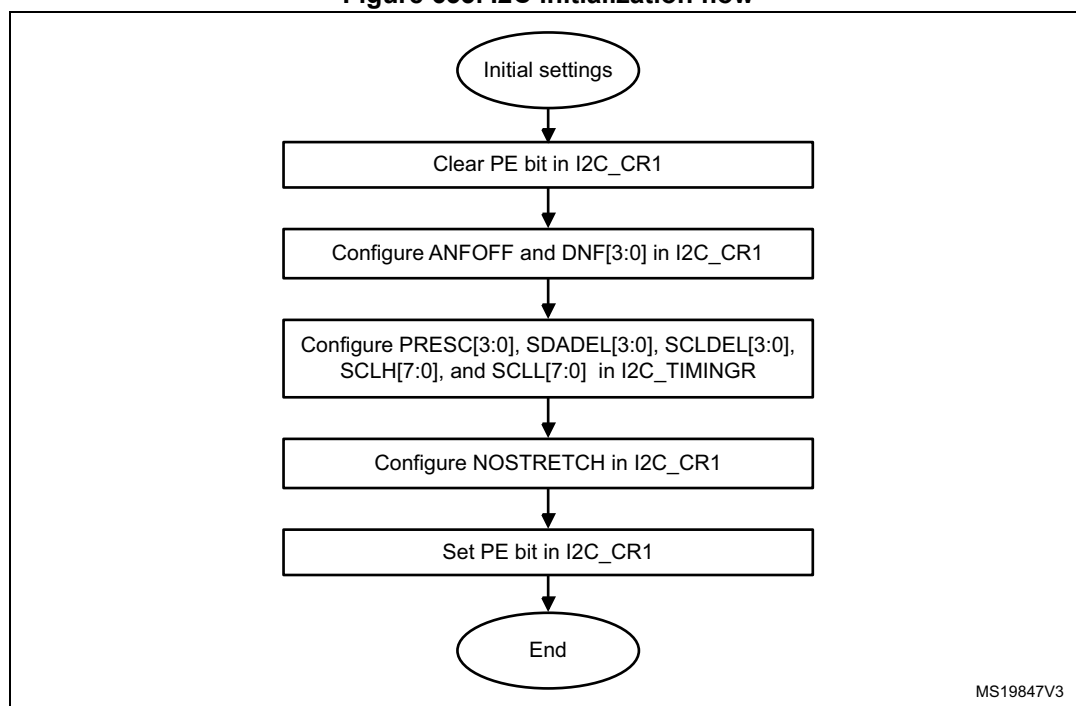 Initial settings
Clear PE bit in I2C_CR1
Configure ANFOFF and DNF[3:0] in I2C_CR1
Configure PRESC[3:0], SDADEL[3:0], SCLDEL[3:0],
SCLH[7:0], and SCLL[7:0] in I2C_TIMINGR
Configure NOSTRETCH in I2C_CR1
Set PE bit in I2C_CR1
End
MS19847V3